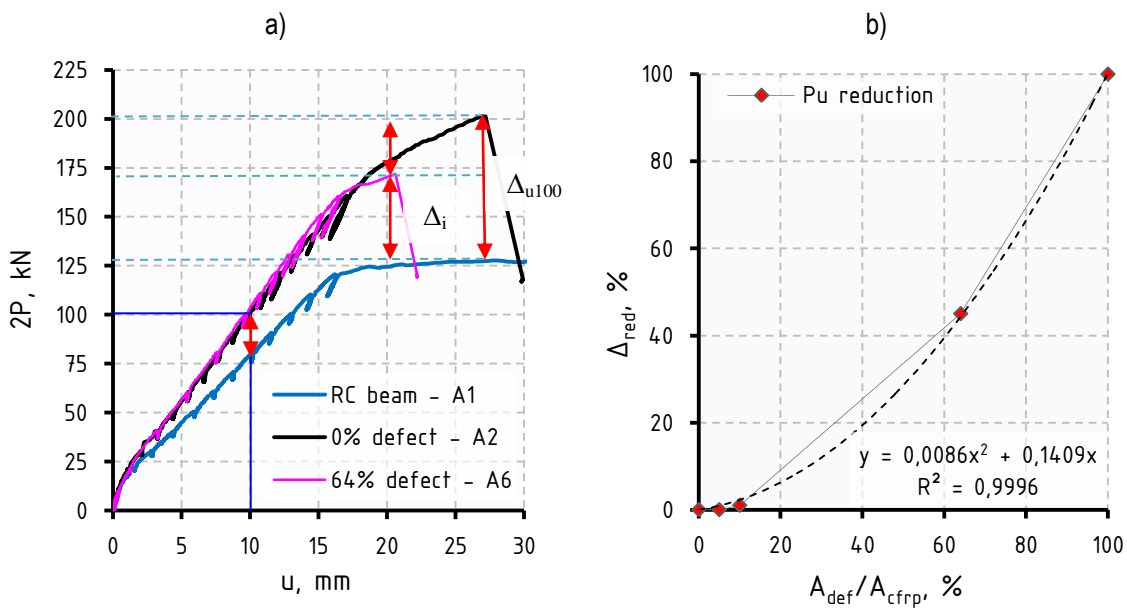 a)
225
200
175
150
125
100
75
50
25
0
2P, kN
0 5 10 15 20 25 30
u, mm
Δu100
Δi
RC beam – A1
0% defect – A2
64% defect – A6
b)
100
80
60
40
20
0
Δred, %
0 20 40 60 80 100
Adef/Acfrp, %
Pu reduction
y = 0,0086x² + 0,1409x
R² = 0,9996